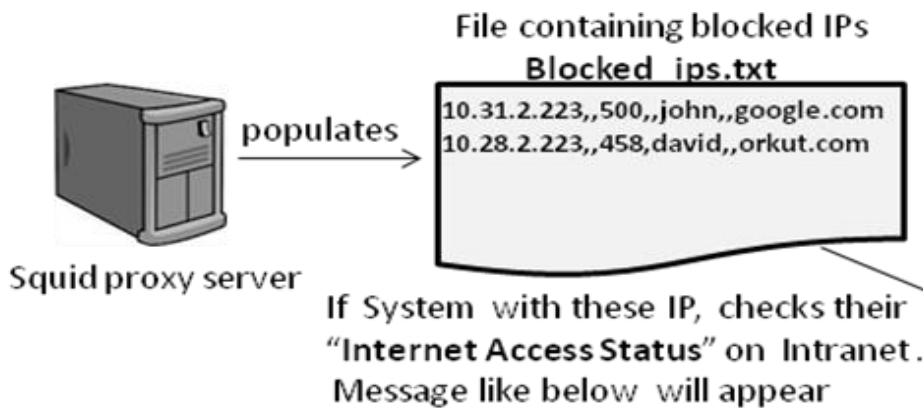 File containing blocked IPs
Blocked ips.txt
10.31.2.223,,500,,john,,google.com
10.28.2.223,,458,david,,orkut.com
populates
Squid proxy server
If System with these IP, checks their
“Internet Access Status” on Intranet.
Message like below will appear